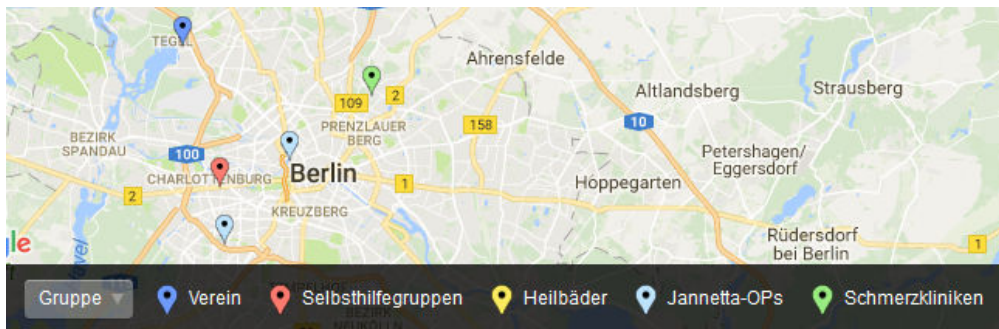 TEGEL
Ahrensfelde
Altlandsberg
Strausberg
109
2
PRENZLAUER
BERG
158
10
BEZIRK
SPANDAU
100
Petershagen/
Eggersdorf
CHARLOTTENBURG
Berlin
1
Hoppegarten
2
KREUZBERG
Rüdersdorf
bei Berlin
1
le
Gruppe
Verein
Selbsthilfegruppen
Heilbäder
Jannetta-OPs
Schmerzkliniken